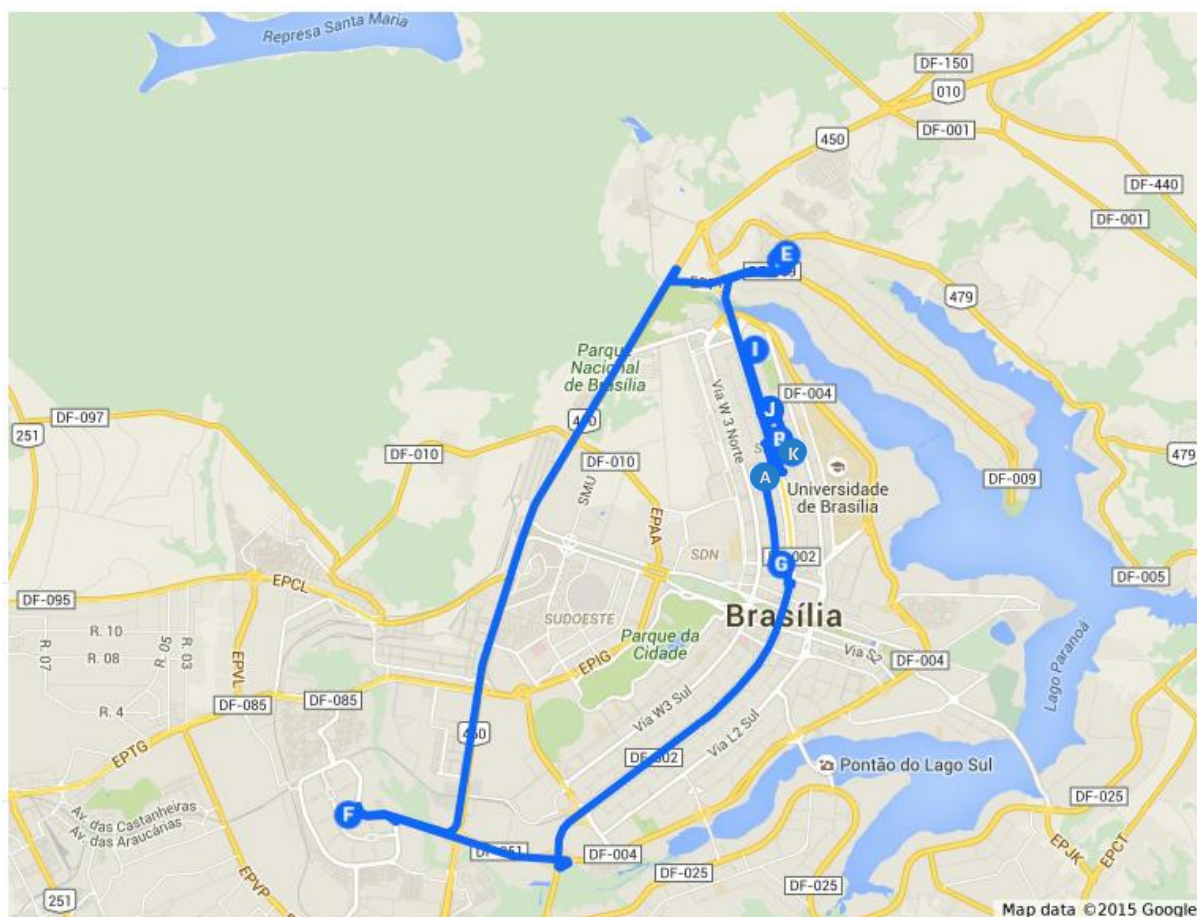 Represa Santa Maria
DF-150
010
DF-001
450
DF-440
DF-001
E
479
I
Parque
Nacional
de Brasília
Via W 3 Norte
DF-004
J
DF-097
251
DF-010
DF-010
K
479
SMU
A
Universidade
de Brasília
DF-009
EPAA
SDN
G
DF-005
EPCL
DF-095
SUDOESTE
Brasília
R. 10
R. 07
R. 05
R. 03
R. 08
EPVL
Parque da
Cidade
EPIG
Via S2
DF-004
Lago Paranoá
R. 4
DF-085
DF-085
Via W3 Sul
EPTG
Via L2 Sul
Pontão do Lago Sul
Av. das Castanheiras
Av. das Araucárias
F
DF-025
DF-004
DF-025
DF-025
EPJK
EPCT
251
EPVP
Map data ©2015 Google